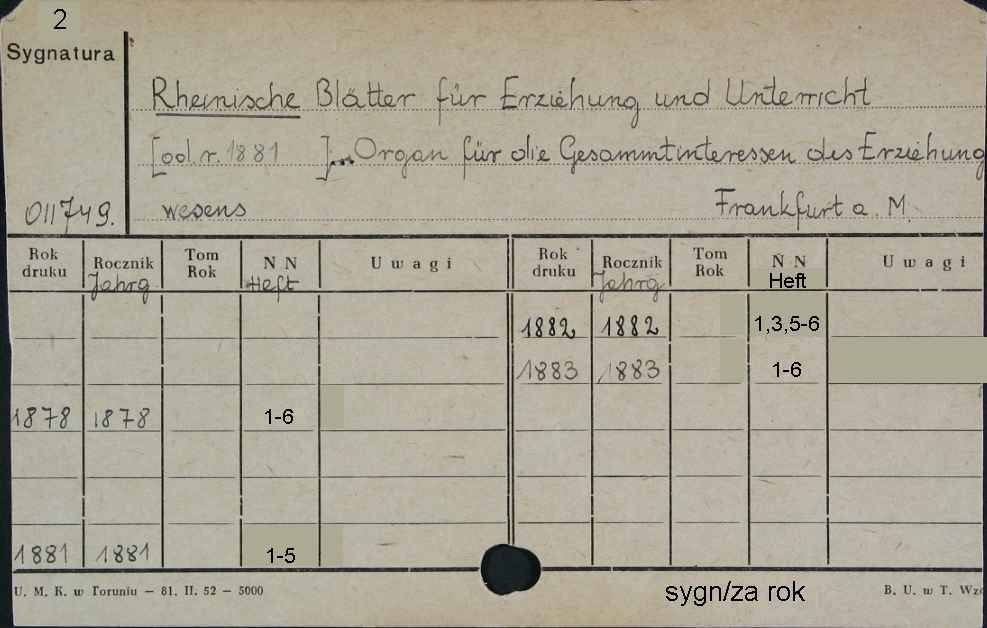 2
Sygnatura
Rheinische Blätter für Erziehung und Unterricht
[od r. 1881 ]... Organ für die Gesammtinteressen des Erziehung
011749. wesens Frankfurt a. M.
Rok druku Rocznik Jahrg Tom Rok N N Heft Uwagi Rok druku Rocznik Jahrg Tom Rok N N Heft Uwagi
1882 1882 1,3,5-6
1883 1883 1-6
1878 1878 1-6
1881 1881 1-5
U. M. K. w Toruniu – 81. II. 52 – 5000 sygn/za rok B. U. w T.